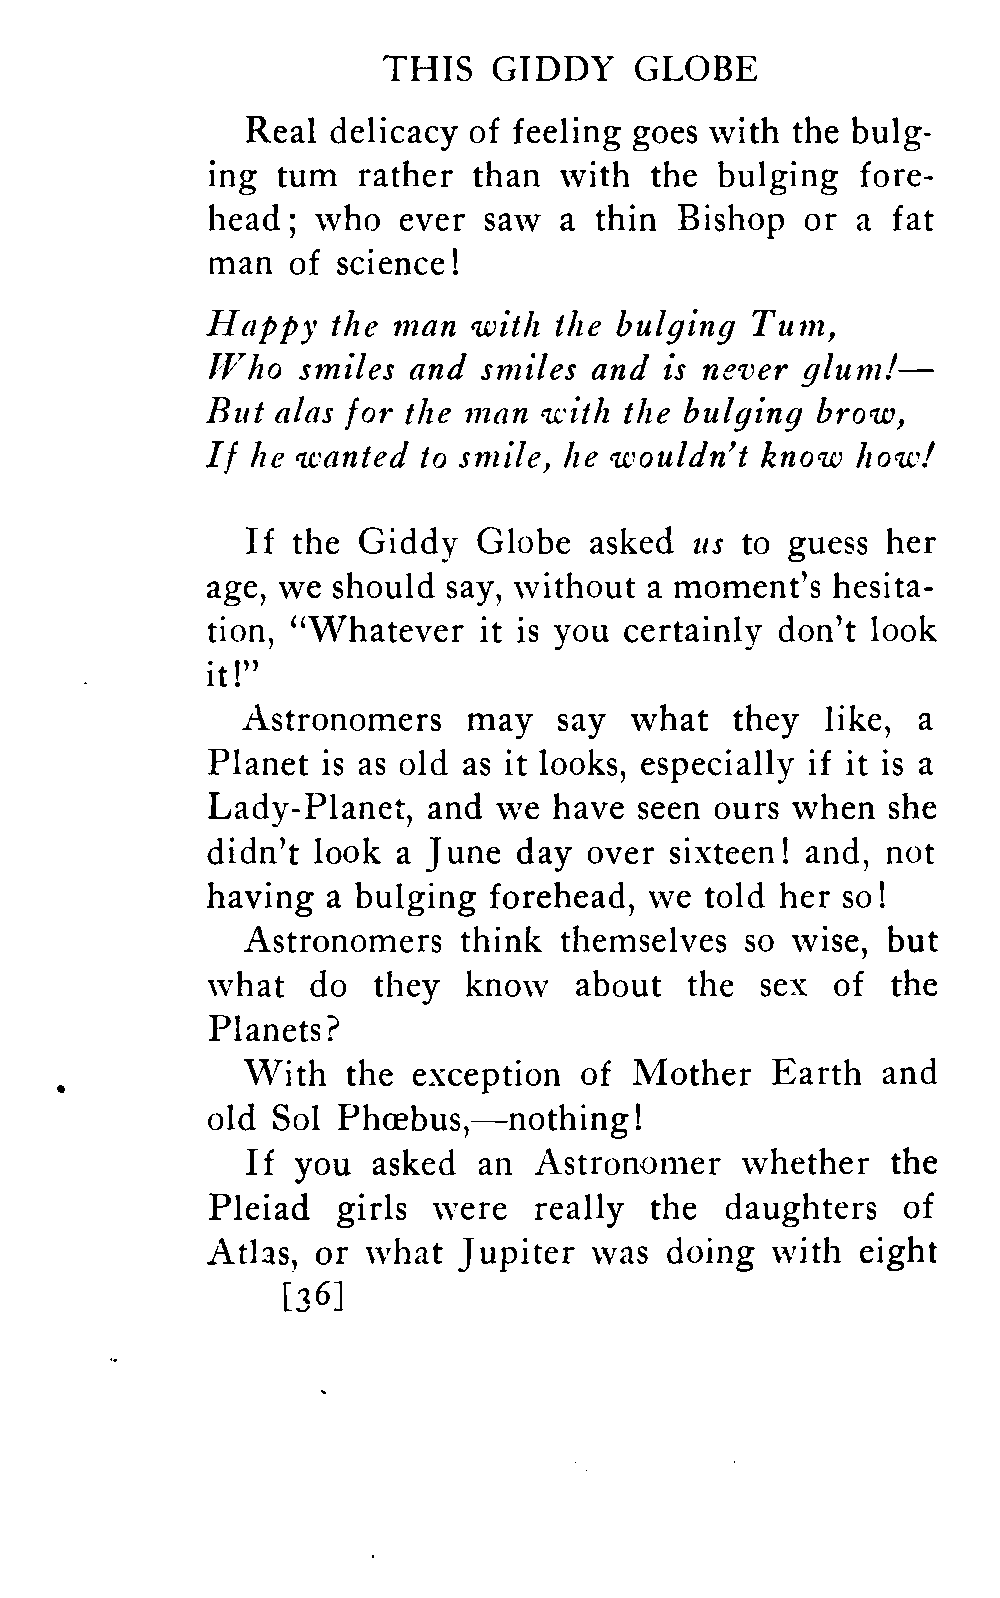 THIS GIDDY GLOBE
Real delicacy of feeling goes with the bulg-
ing tum rather than with the bulging fore-
head; who ever saw a thin Bishop or a fat
man of science!
Happy the man with the bulging Tum,
Who smiles and smiles and is never glum!—
But alas for the man with the bulging brow,
If he wanted to smile, he wouldn't know how!
If the Giddy Globe asked us to guess her
age, we should say, without a moment's hesita-
tion, "Whatever it is you certainly don't look
it!"
Astronomers may say what they like, a
Planet is as old as it looks, especially if it is a
Lady-Planet, and we have seen ours when she
didn't look a June day over sixteen! and, not
having a bulging forehead, we told her so!
Astronomers think themselves so wise, but
what do they know about the sex of the
Planets?
With the exception of Mother Earth and
old Sol Phœbus,—nothing!
If you asked an Astronomer whether the
Pleiad girls were really the daughters of
Atlas, or what Jupiter was doing with eight
[36]